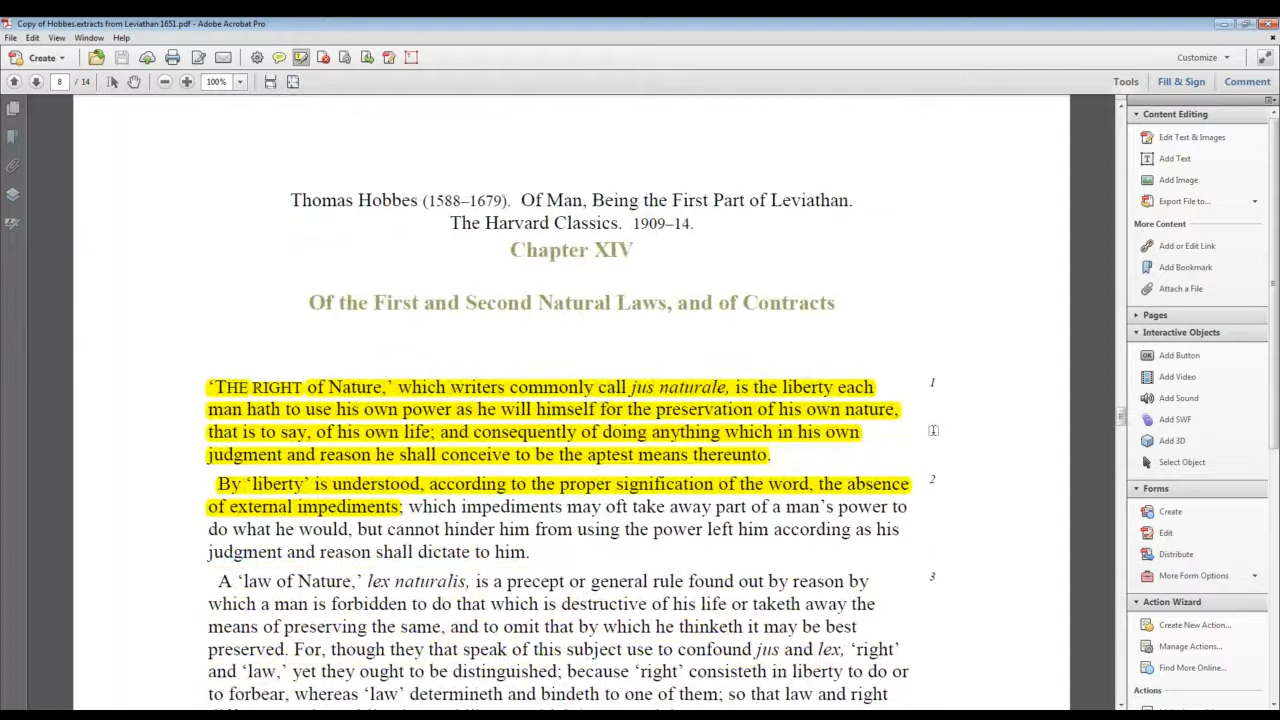 Copy of Hobbes.extracts from Leviathan 1651.pdf - Adobe Acrobat Pro
File Edit View Window Help
Create Customize
8 / 14 100% Tools Fill & Sign Comment
Thomas Hobbes (1588–1679). Of Man, Being the First Part of Leviathan.
The Harvard Classics. 1909–14.
Chapter XIV
Of the First and Second Natural Laws, and of Contracts
‘THE RIGHT of Nature,’ which writers commonly call jus naturale, is the liberty each 1
man hath to use his own power as he will himself for the preservation of his own nature,
that is to say, of his own life; and consequently of doing anything which in his own
judgment and reason he shall conceive to be the aptest means thereunto.
By ‘liberty’ is understood, according to the proper signification of the word, the absence 2
of external impediments; which impediments may oft take away part of a man’s power to
do what he would, but cannot hinder him from using the power left him according as his
judgment and reason shall dictate to him.
A ‘law of Nature,’ lex naturalis, is a precept or general rule found out by reason by 3
which a man is forbidden to do that which is destructive of his life or taketh away the
means of preserving the same, and to omit that by which he thinketh it may be best
preserved. For, though they that speak of this subject use to confound jus and lex, ‘right’
and ‘law,’ yet they ought to be distinguished; because ‘right’ consisteth in liberty to do or
to forbear, whereas ‘law’ determineth and bindeth to one of them; so that law and right
Content Editing
Edit Text & Images
Add Text
Add Image
Export File to...
More Content
Add or Edit Link
Add Bookmark
Attach a File
Pages
Interactive Objects
Add Button
Add Video
Add Sound
Add SWF
Add 3D
Select Object
Forms
Create
Edit
Distribute
More Form Options
Action Wizard
Create New Action...
Manage Actions...
Find More Online...
Actions